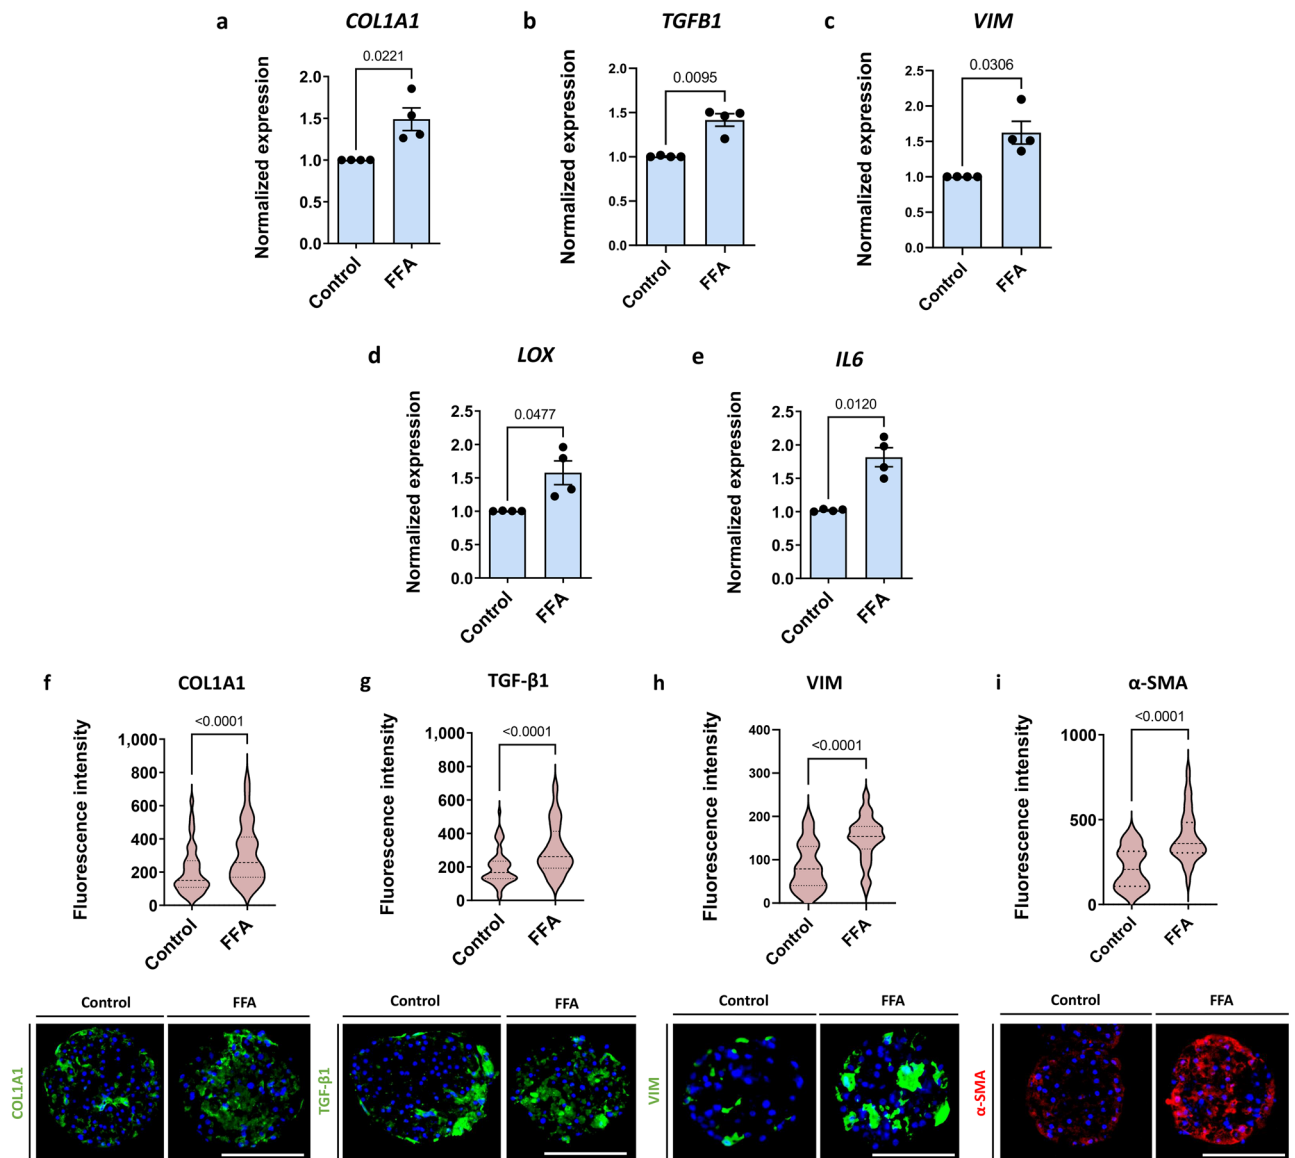 a COL1A1
0.0221
Normalized expression
2.0
1.5
1.0
0.5
0.0
Control FFA
b TGFB1
0.0095
Normalized expression
2.0
1.5
1.0
0.5
0.0
Control FFA
c VIM
0.0306
Normalized expression
2.5
2.0
1.5
1.0
0.5
0.0
Control FFA
d LOX
0.0477
Normalized expression
2.5
2.0
1.5
1.0
0.5
0.0
Control FFA
e IL6
0.0120
Normalized expression
2.5
2.0
1.5
1.0
0.5
0.0
Control FFA
f COL1A1
<0.0001
Fluorescence intensity
1,000
800
600
400
200
0
Control FFA
g TGF-β1
<0.0001
Fluorescence intensity
1,000
800
600
400
200
0
Control FFA
h VIM
<0.0001
Fluorescence intensity
400
300
200
100
0
Control FFA
i α-SMA
<0.0001
Fluorescence intensity
1000
500
0
Control FFA
Control FFA
COL1A1
Control FFA
TGF-β1
Control FFA
VIM
Control FFA
α-SMA